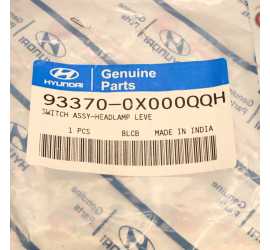 HYUNDAI
Genuine
Parts
93370-0X000QQH
SWITCH ASSY-HEADLAMP LEVE
1 PCS BLCB MADE IN INDIA